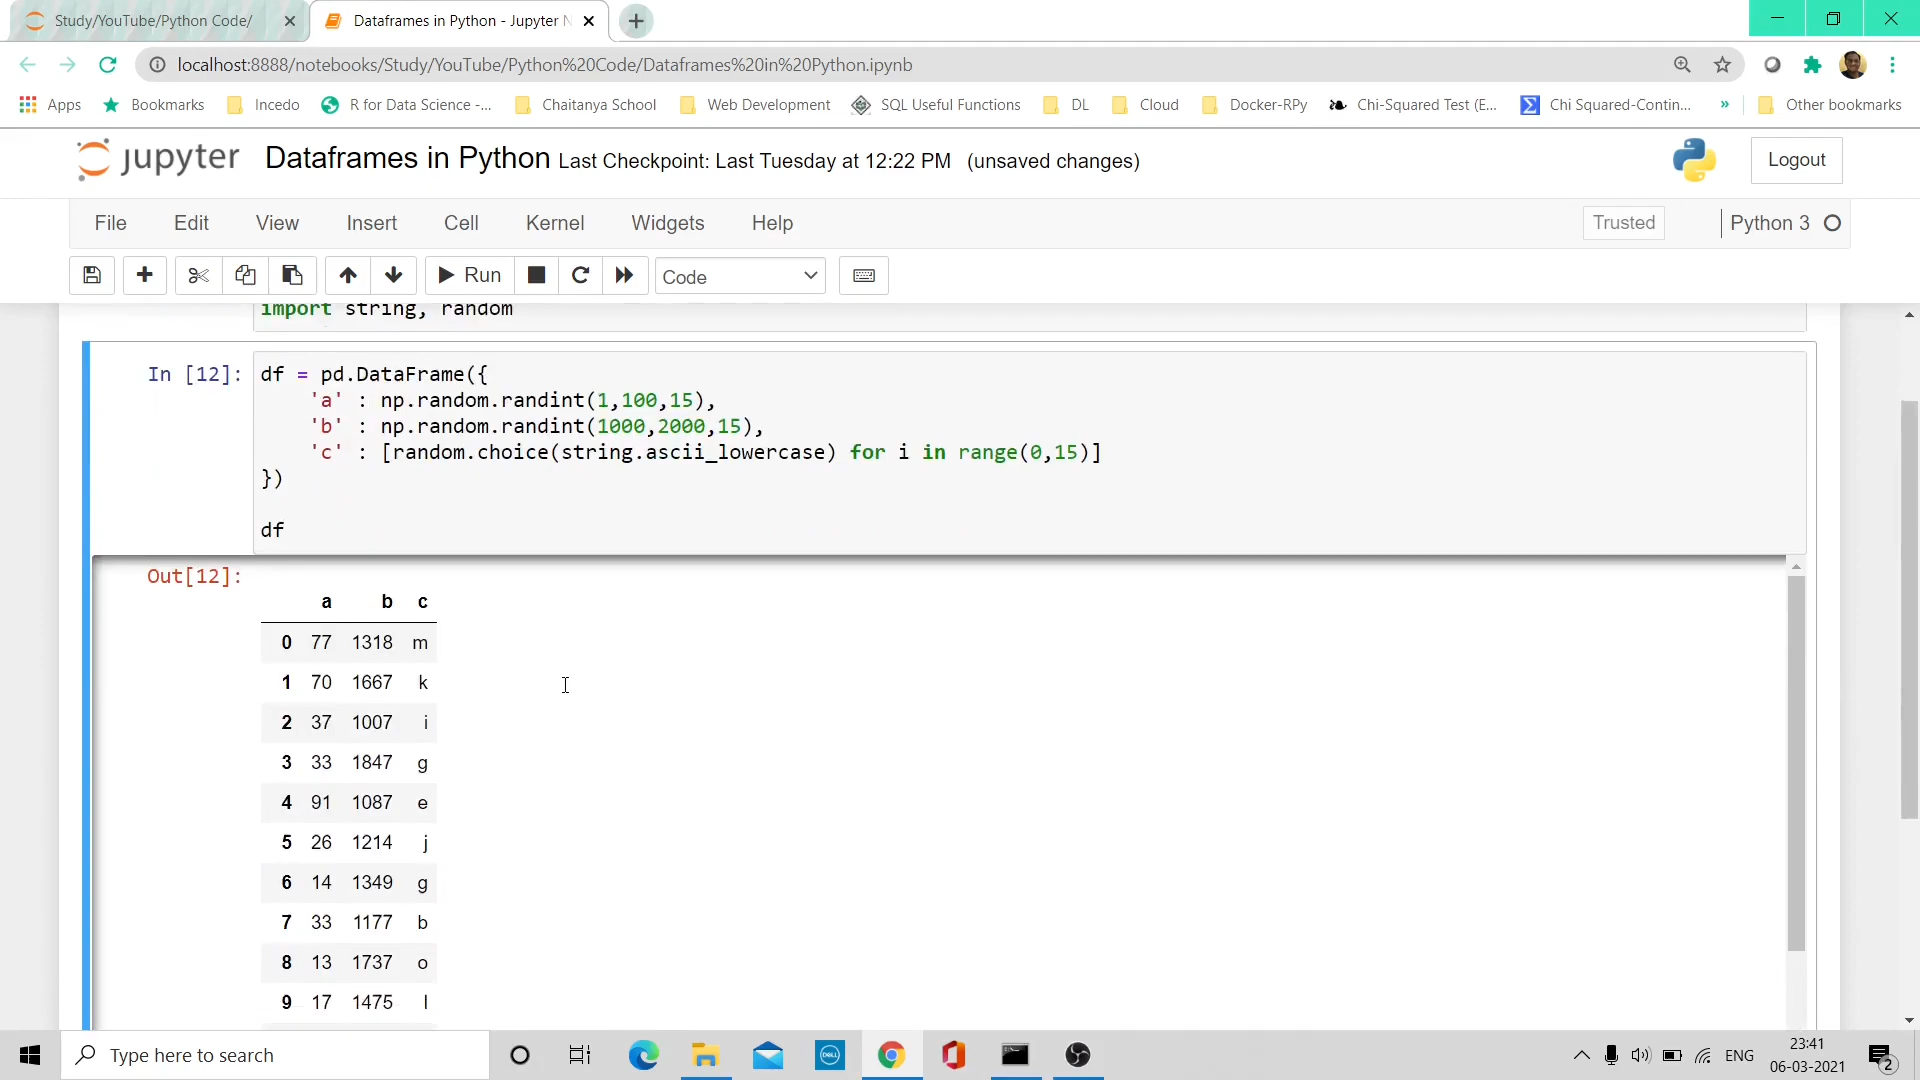 Study/YouTube/Python Code/
Dataframes in Python - Jupyter N
localhost:8888/notebooks/Study/YouTube/Python%20Code/Dataframes%20in%20Python.ipynb
Apps Bookmarks Incedo R for Data Science -... Chaitanya School Web Development SQL Useful Functions DL Cloud Docker-RPy Chi-Squared Test (E... Chi Squared-Contin... » Other bookmarks
jupyter Dataframes in Python Last Checkpoint: Last Tuesday at 12:22 PM (unsaved changes)
Logout
File Edit View Insert Cell Kernel Widgets Help
Trusted
Python 3
Run
Code
import string, random
In [12]:
df = pd.DataFrame({
'a' : np.random.randint(1,100,15),
'b' : np.random.randint(1000,2000,15),
'c' : [random.choice(string.ascii_lowercase) for i in range(0,15)]
})
df
Out[12]:
a b c
0 77 1318 m
1 70 1667 k
2 37 1007 i
3 33 1847 g
4 91 1087 e
5 26 1214 j
6 14 1349 g
7 33 1177 b
8 13 1737 o
9 17 1475 l
Type here to search
DELL
ENG
23:41
06-03-2021
2